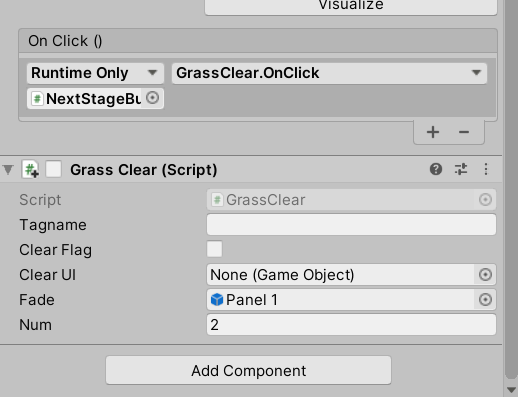 Visualize
On Click ()
Runtime Only GrassClear.OnClick
NextStageBu
Grass Clear (Script)
Script GrassClear
Tagname
Clear Flag
Clear UI None (Game Object)
Fade Panel 1
Num 2
Add Component